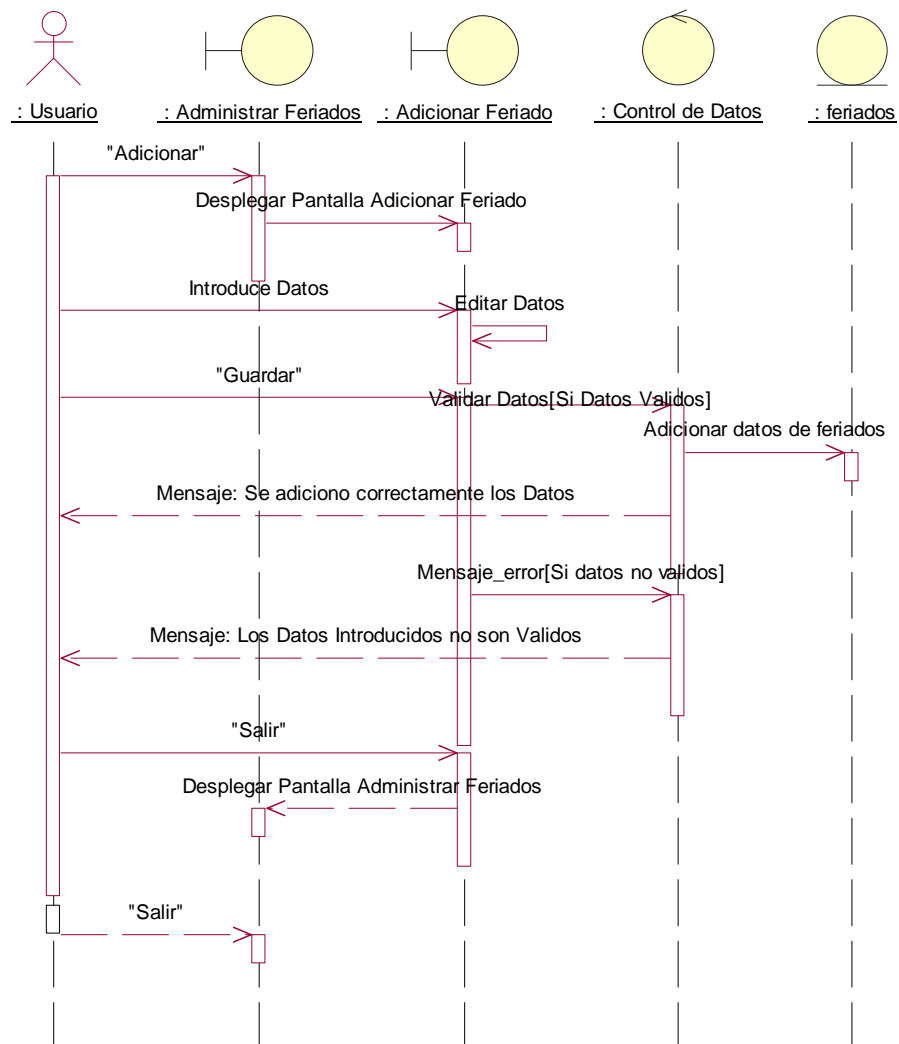 : Usuario
: Administrar Feriados
: Adicionar Feriado
: Control de Datos
: feriados
"Adicionar"
Desplegar Pantalla Adicionar Feriado
Introduce Datos
Editar Datos
"Guardar"
Validar Datos[Si Datos Validos]
Adicionar datos de feriados
Mensaje: Se adiciono correctamente los Datos
Mensaje_error[Si datos no validos]
Mensaje: Los Datos Introducidos no son Validos
"Salir"
Desplegar Pantalla Administrar Feriados
"Salir"